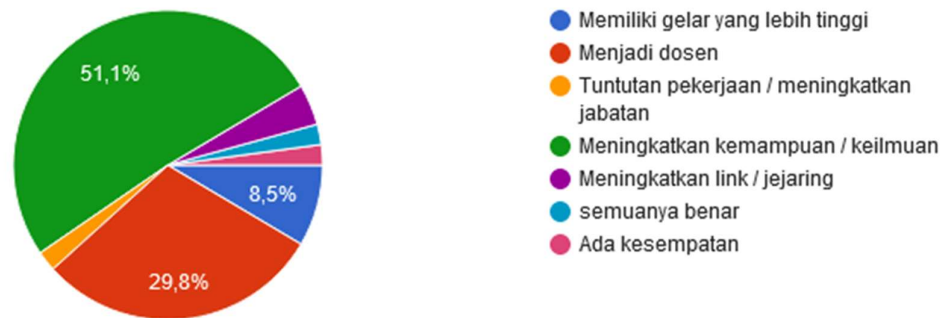 51,1%
8,5%
29,8%
Memiliki gelar yang lebih tinggi
Menjadi dosen
Tuntutan pekerjaan / meningkatkan
jabatan
Meningkatkan kemampuan / keilmuan
Meningkatkan link / jejaring
semuanya benar
Ada kesempatan